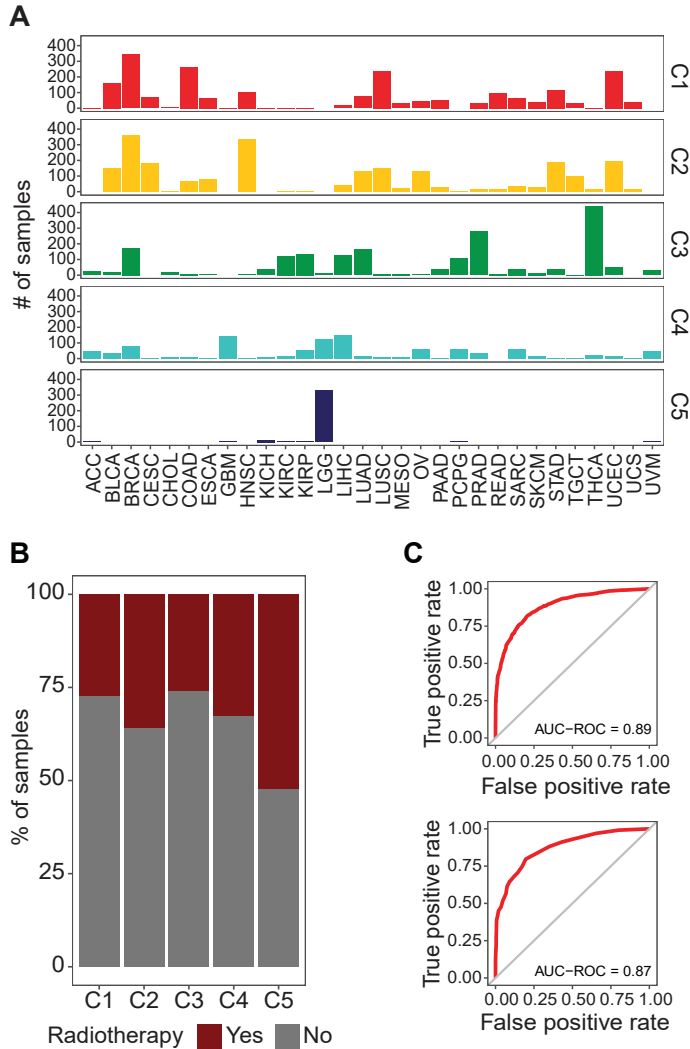 A
# of samples
400
300
200
100
0
C1
400
300
200
100
0
C2
400
300
200
100
0
C3
400
300
200
100
0
C4
400
300
200
100
0
C5
ACC
BLCA
BRCA
CESC
CHOL
COAD
ESCA
GBM
HNSC
KICH
KIRC
KIRP
LGG
LIHC
LUAD
LUSC
MESO
OV
PAAD
PCPG
PRAD
READ
SARC
SKCM
STAD
TGCT
THCA
UCEC
UCS
UVM
B
% of samples
100
75
50
25
0
C1 C2 C3 C4 C5
Radiotherapy Yes No
C
True positive rate
1.00
0.75
0.50
0.25
0.00
AUC−ROC = 0.89
0.00 0.25 0.50 0.75 1.00
False positive rate
True positive rate
1.00
0.75
0.50
0.25
0.00
AUC−ROC = 0.87
0.00 0.25 0.50 0.75 1.00
False positive rate